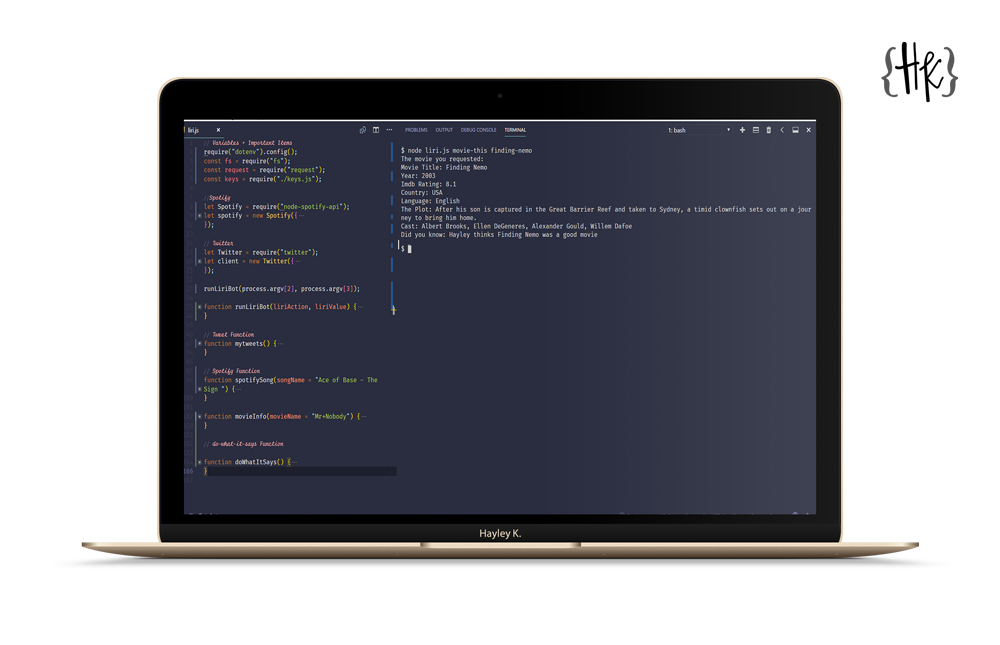 {HK}
liri.js ×
PROBLEMS OUTPUT DEBUG CONSOLE TERMINAL 1: bash
// Variables + Important Items
require("dotenv").config();
const fs = require("fs");
const request = require("request");
const keys = require("./keys.js");
//Spotify
let Spotify = require("node-spotify-api");
let spotify = new Spotify({
});
// Twitter
let Twitter = require("twitter");
let client = new Twitter({
});
runLiriBot(process.argv[2], process.argv[3]);
function runLiriBot(liriAction, liriValue) {
}
// Tweet Function
function mytweets() {
}
// Spotify Function
function spotifySong(songName = "Ace of Base - The
Sign ") {
}
function movieInfo(movieName = "Mr+Nobody") {
}
// do-what-it-says Function
function doWhatItSays() {
}
$ node liri.js movie-this finding-nemo
The movie you requested:
Movie Title: Finding Nemo
Year: 2003
Imdb Rating: 8.1
Country: USA
Language: English
The Plot: After his son is captured in the Great Barrier Reef and taken to Sydney, a timid clownfish sets out on a jour
ney to bring him home.
Cast: Albert Brooks, Ellen DeGeneres, Alexander Gould, Willem Dafoe
Did you know: Hayley thinks Finding Nemo was a good movie
$
Hayley K.